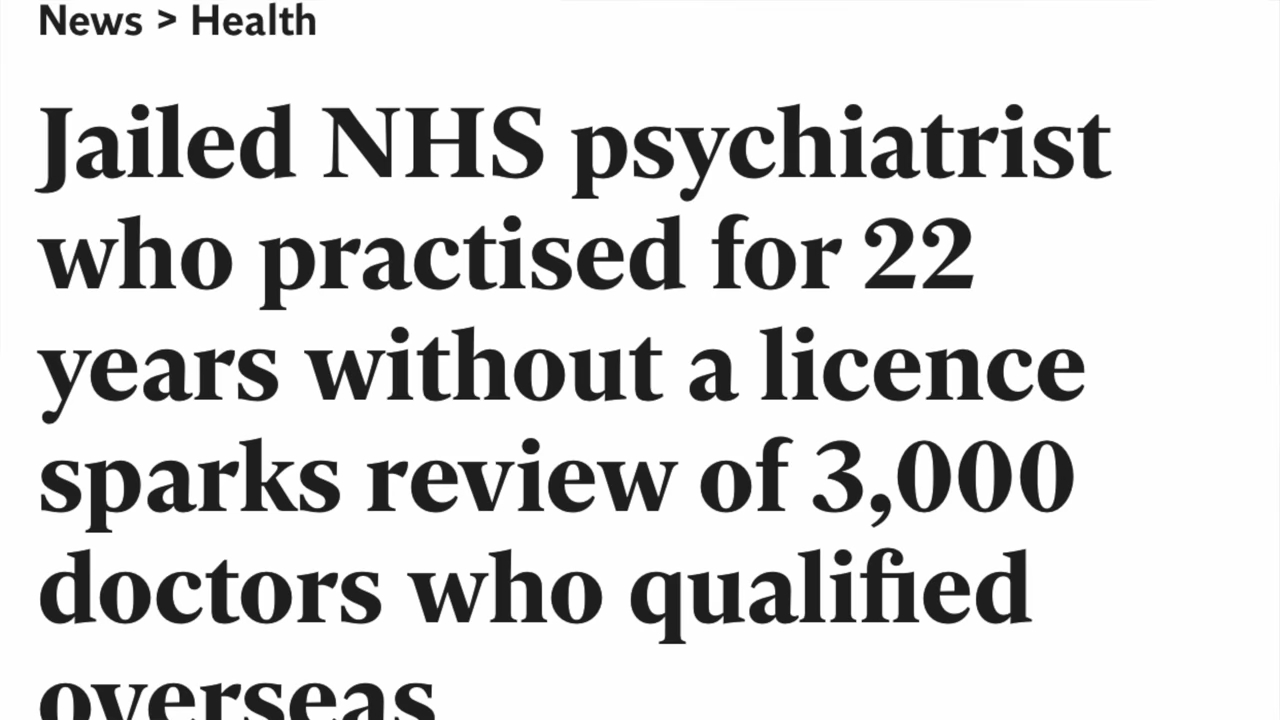 News > Health
Jailed NHS psychiatrist
who practised for 22
years without a licence
sparks review of 3,000
doctors who qualified
overseas